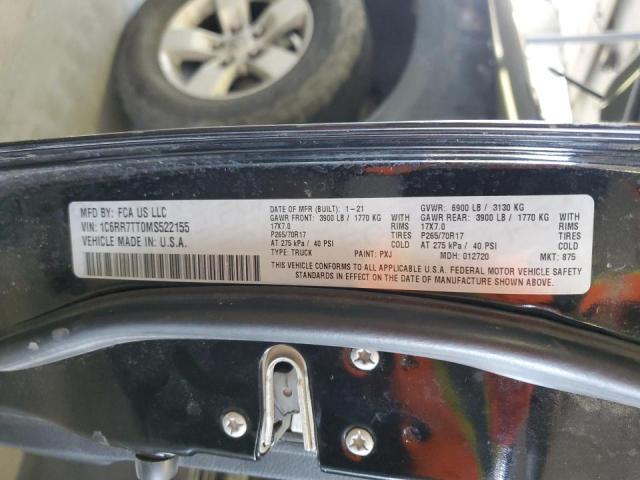 MFD BY: FCA US LLC
VIN: 1C6RR7TT0MS522155
VEHICLE MADE IN U.S.A.
DATE OF MFR (BUILT): 1-21
GAWR FRONT: 3900 LB / 1770 KG
17X7.0 RIMS
P265/70R17 TIRES
AT 275 kPa / 40 PSI
TYPE: TRUCK PAINT: PXJ
GVWR: 6900 LB / 3130 KG
GAWR REAR: 3900 LB / 1770 KG
17X7.0 WITH RIMS
P265/70R17 TIRES
AT 275 kPa / 40 PSI
MDH: 012720 MKT: 875
THIS VEHICLE CONFORMS TO ALL APPLICABLE U.S.A. FEDERAL MOTOR VEHICLE SAFETY
STANDARDS IN EFFECT ON THE DATE OF MANUFACTURE SHOWN ABOVE.